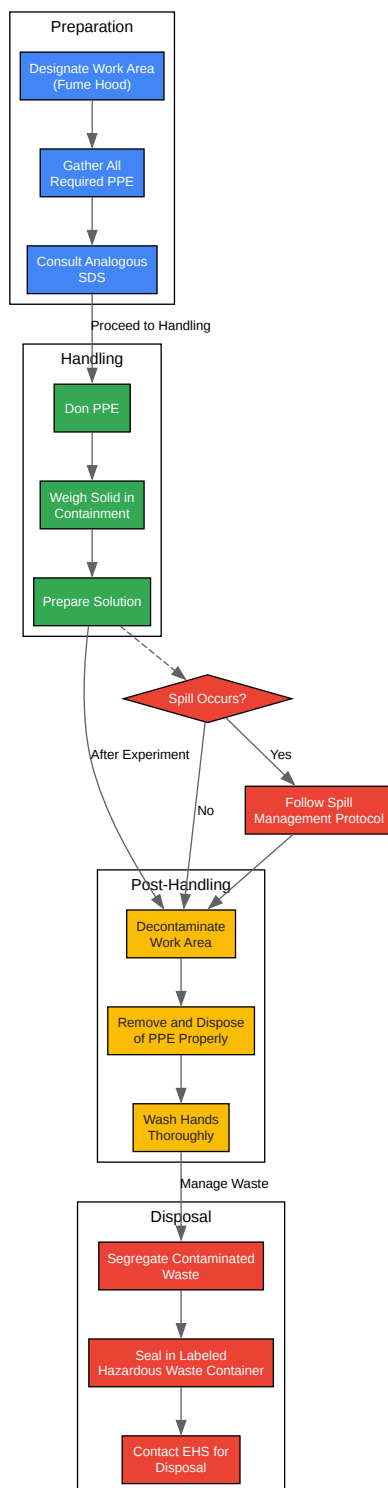 Preparation
Designate Work Area
(Fume Hood)
Gather All
Required PPE
Consult Analogous
SDS
Proceed to Handling
Handling
Don PPE
Weigh Solid in
Containment
Prepare Solution
Spill Occurs?
After Experiment
No
Yes
Follow Spill
Management Protocol
Post-Handling
Decontaminate
Work Area
Remove and Dispose
of PPE Properly
Wash Hands
Thoroughly
Manage Waste
Disposal
Segregate Contaminated
Waste
Seal in Labeled
Hazardous Waste Container
Contact EHS for
Disposal